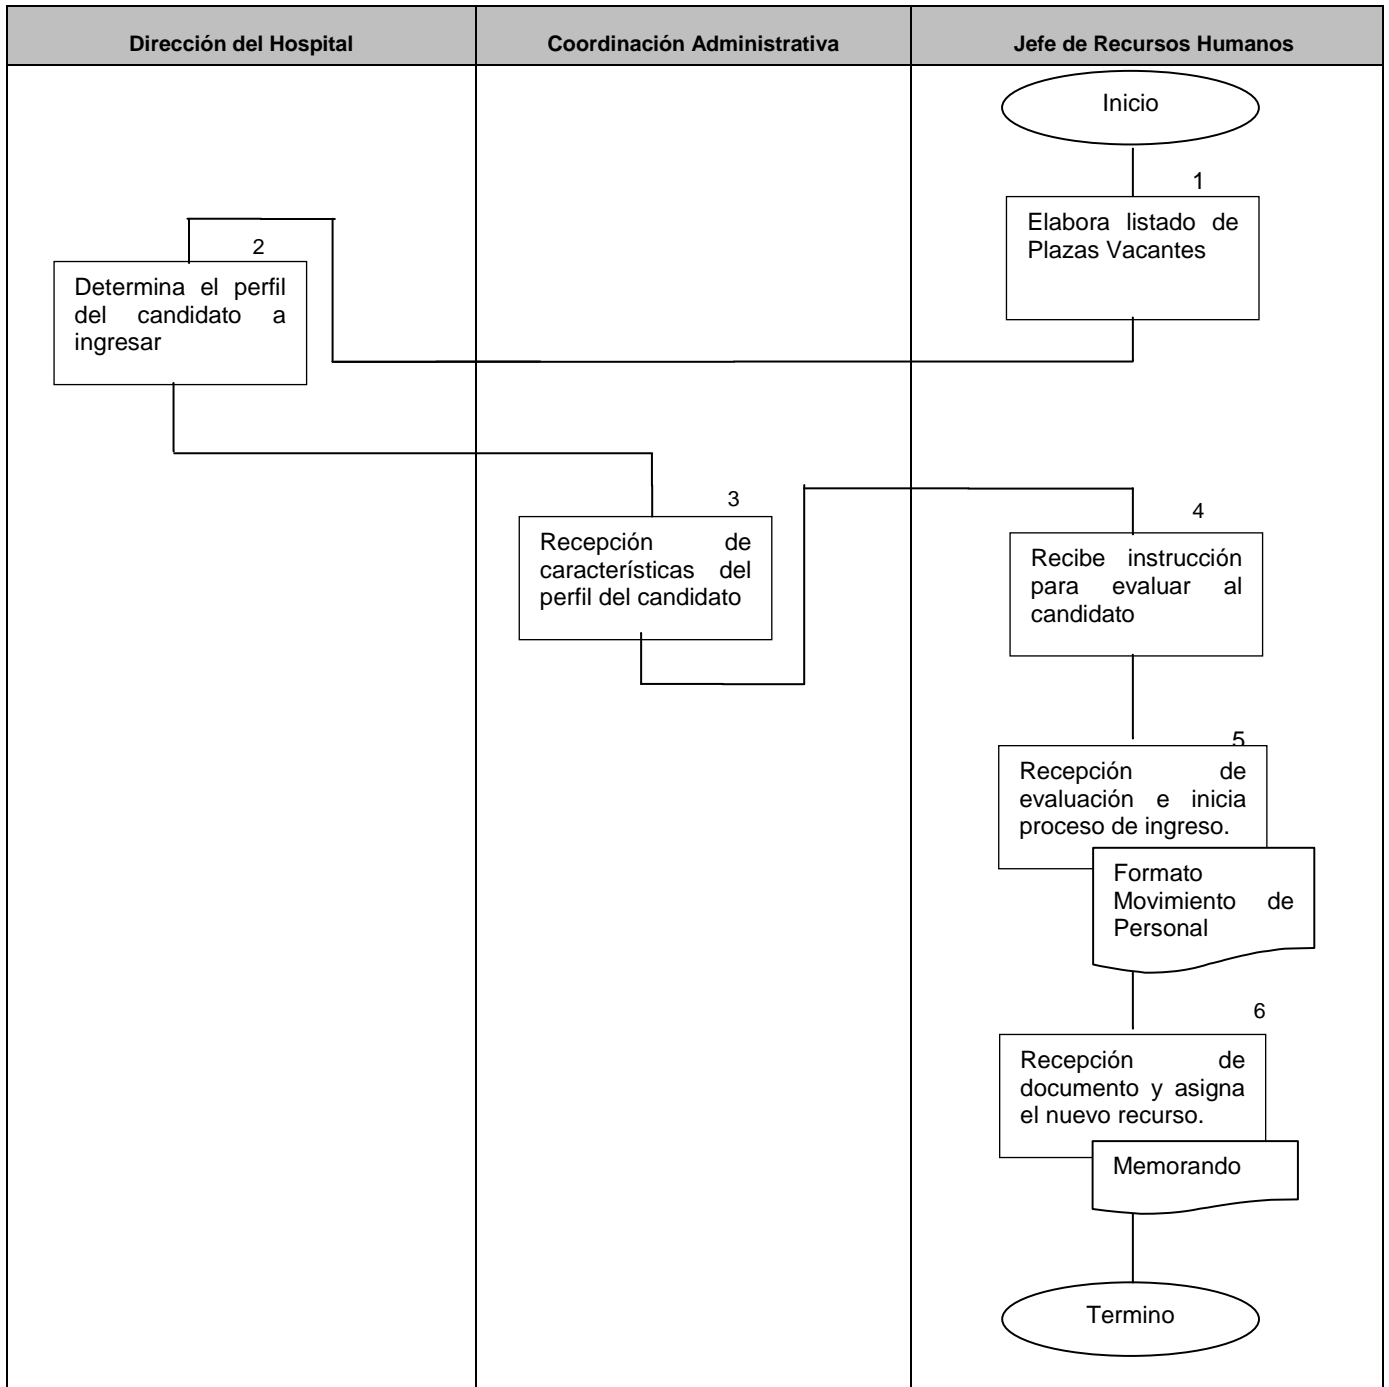 Dirección del Hospital
Coordinación Administrativa
Jefe de Recursos Humanos
Inicio
1
Elabora listado de
Plazas Vacantes
2
Determina el perfil
del candidato a
ingresar
3
Recepción de
características del
perfil del candidato
4
Recibe instrucción
para evaluar al
candidato
5
Recepción de
evaluación e inicia
proceso de ingreso.
Formato
Movimiento de
Personal
6
Recepción de
documento y asigna
el nuevo recurso.
Memorando
Termino